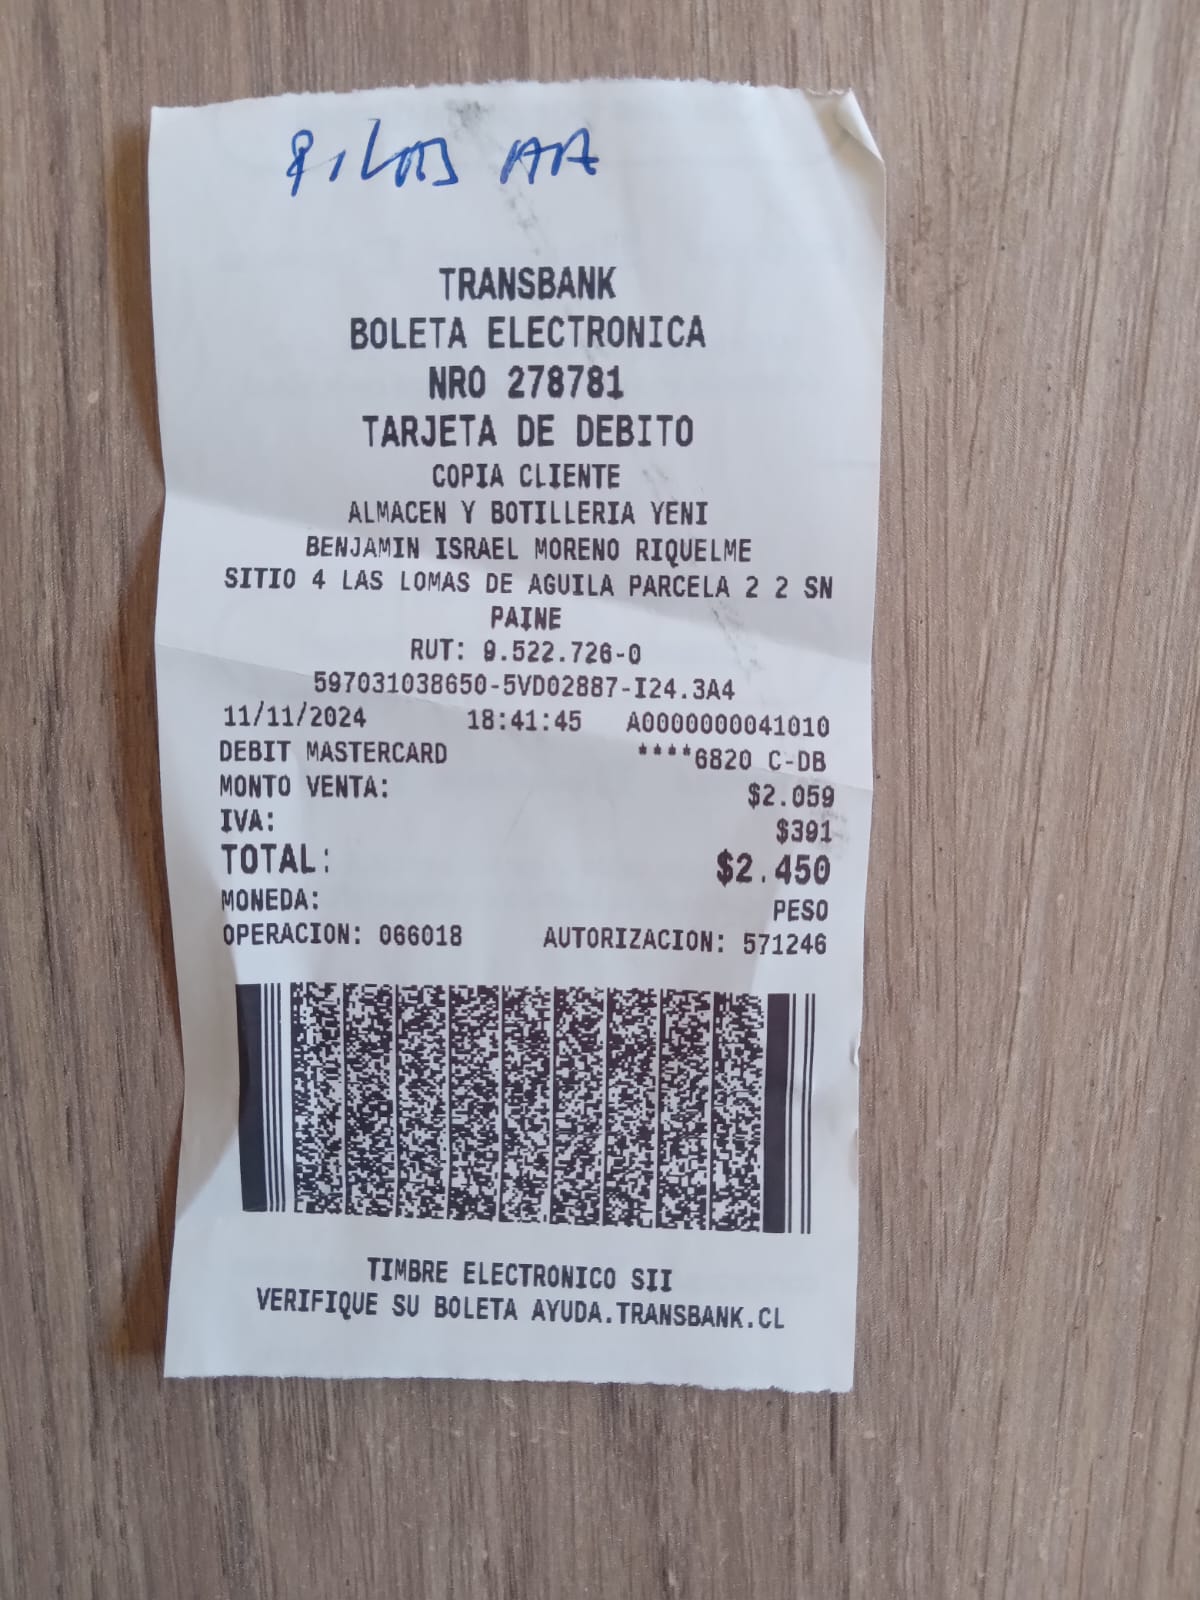 PILAS AA
TRANSBANK
BOLETA ELECTRONICA
NRO 278781
TARJETA DE DEBITO
COPIA CLIENTE
ALMACEN Y BOTILLERIA YENI
BENJAMIN ISRAEL MORENO RIQUELME
SITIO 4 LAS LOMAS DE AGUILA PARCELA 2 2 SN
PAINE
RUT: 9.522.726-0
597031038650-5VD02887-I24.3A4
11/11/2024 18:41:45 A0000000041010
DEBIT MASTERCARD ****6820 C-DB
MONTO VENTA: $2.059
IVA: $391
TOTAL: $2.450
MONEDA: PESO
OPERACION: 066018 AUTORIZACION: 571246
TIMBRE ELECTRONICO SII
VERIFIQUE SU BOLETA AYUDA.TRANSBANK.CL